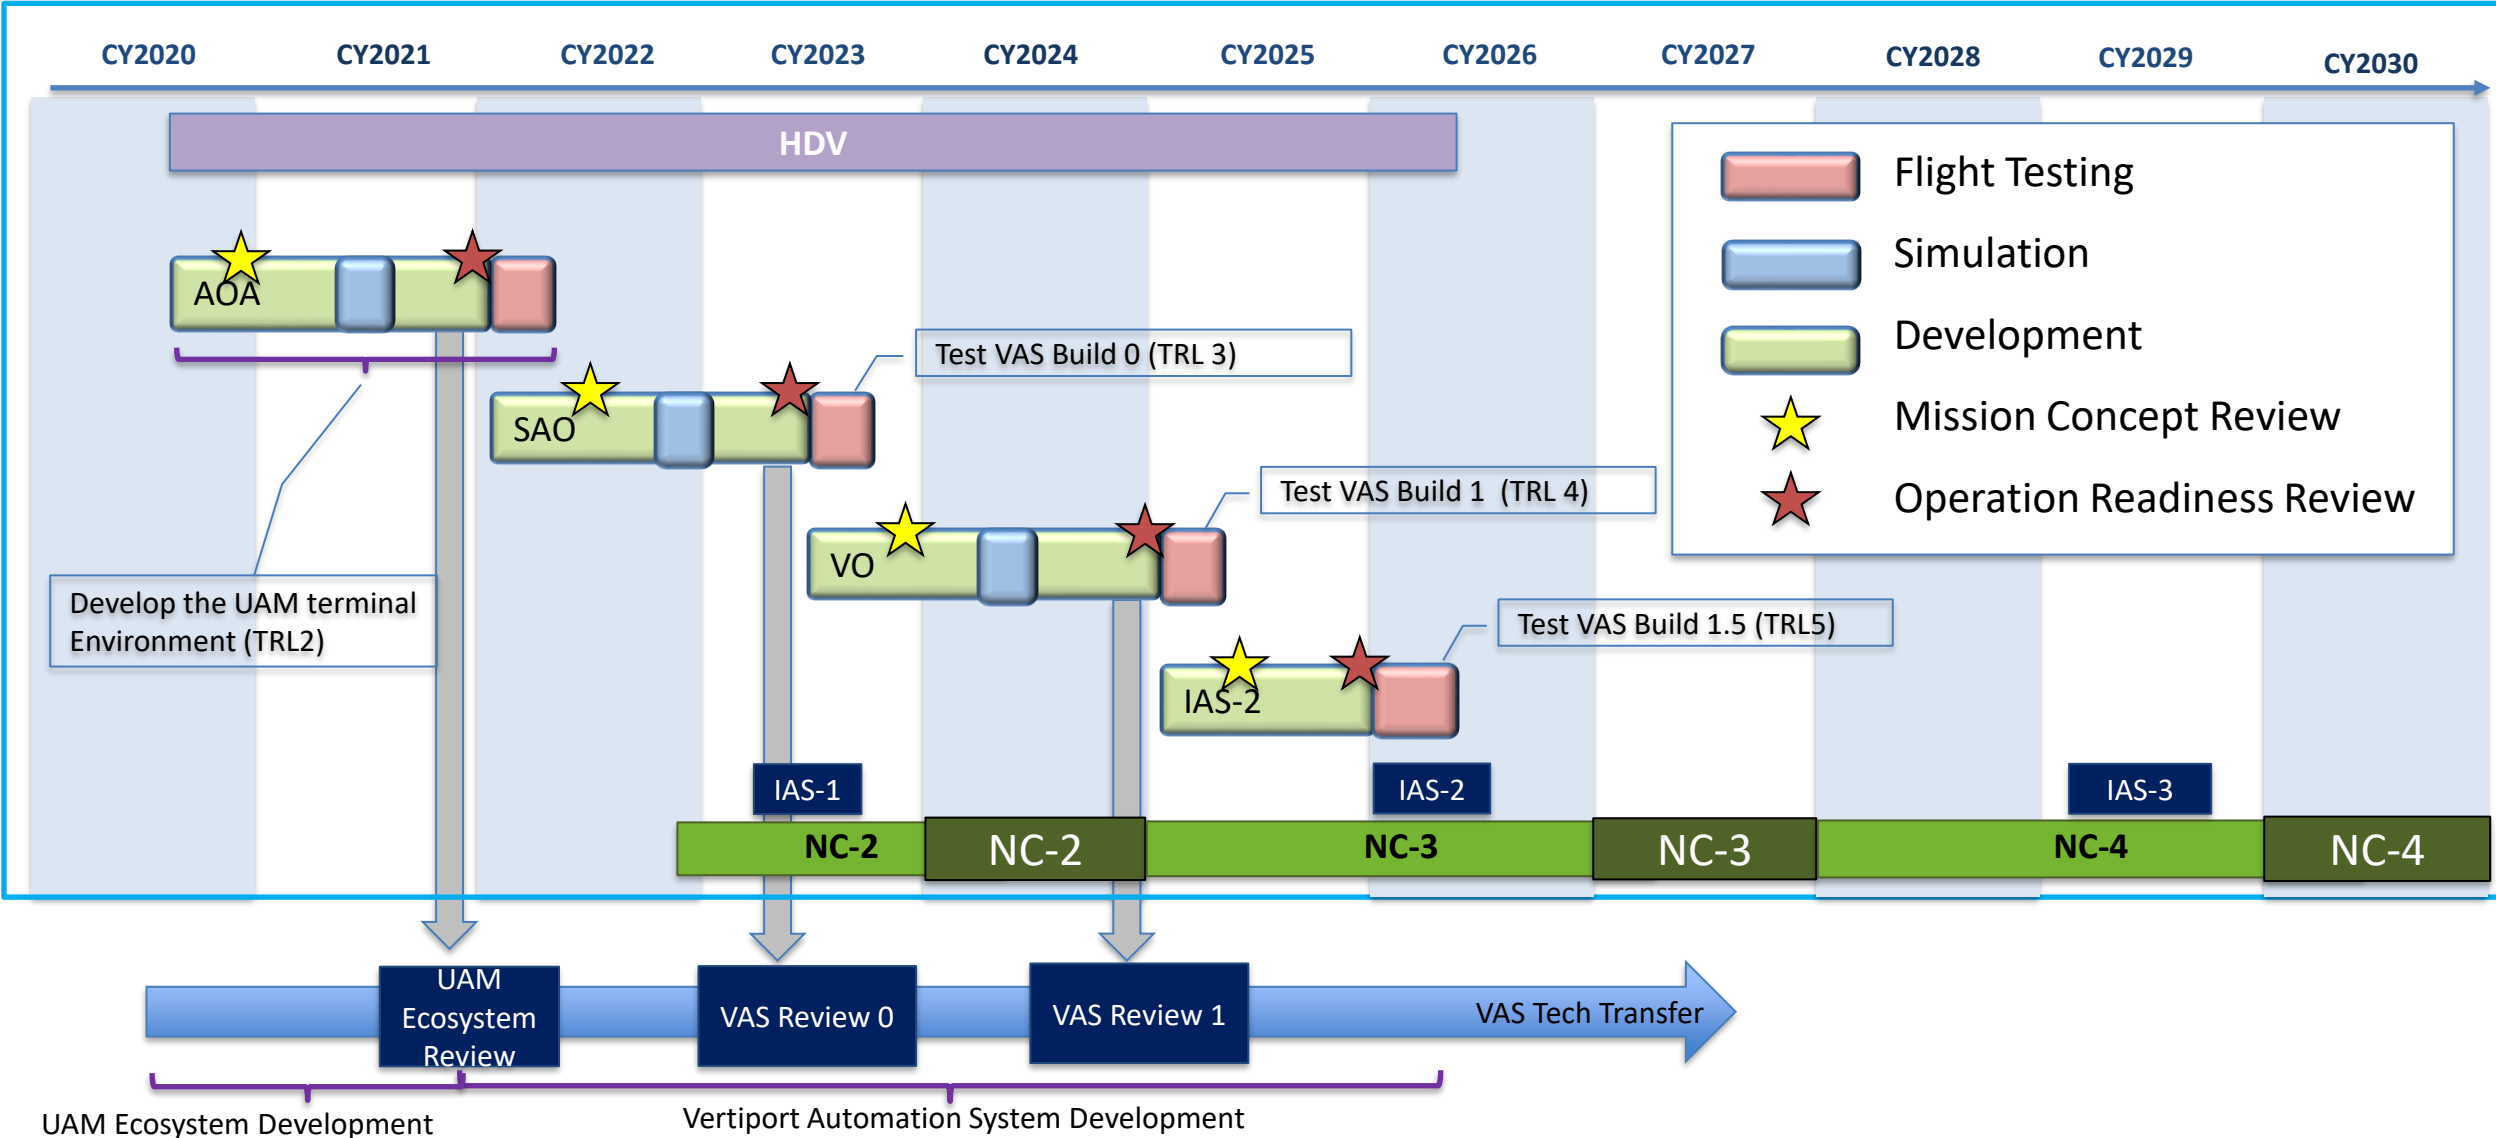 CY2020
CY2021
CY2022
CY2023
CY2024
CY2025
CY2026
CY2027
CY2028
CY2029
CY2030
HDV
Flight Testing
Simulation
Development
Mission Concept Review
Operation Readiness Review
AOA
Test VAS Build 0 (TRL 3)
SAO
Test VAS Build 1 (TRL 4)
VO
Develop the UAM terminal
Environment (TRL2)
Test VAS Build 1.5 (TRL5)
IAS-2
IAS-1
IAS-2
IAS-3
NC-2
NC-2
NC-3
NC-3
NC-4
NC-4
UAM
Ecosystem
Review
VAS Review 0
VAS Review 1
VAS Tech Transfer
UAM Ecosystem Development
Vertiport Automation System Development